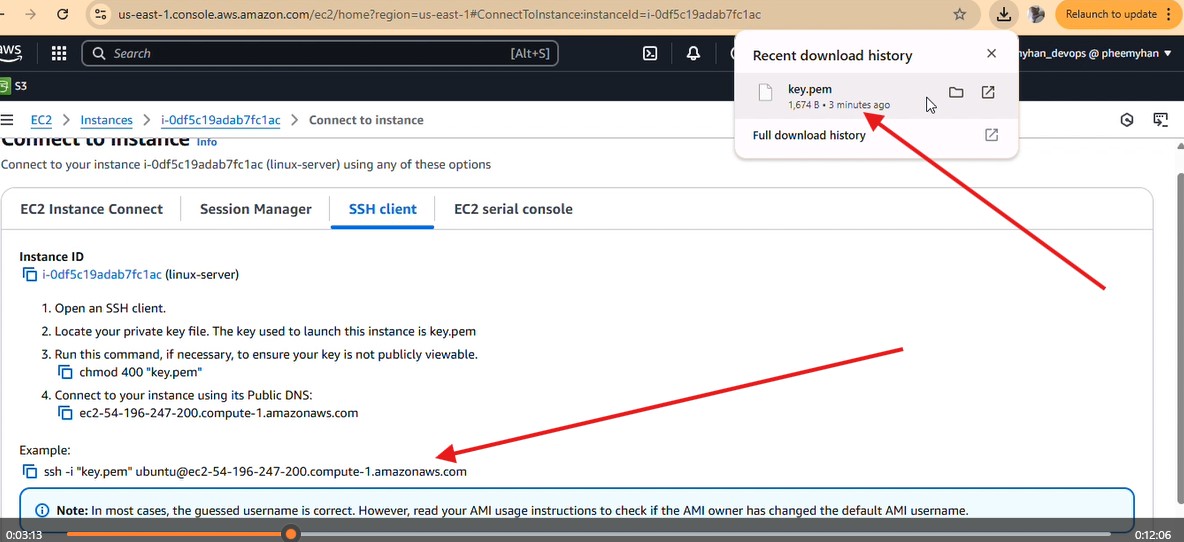 us-east-1.console.aws.amazon.com/ec2/home?region=us-east-1#ConnectToInstance:instanceId=i-0df5c19adab7fc1ac
Relaunch to update
aws
Search
[Alt+S]
yhan_devops @ pheemyhan
S3
Recent download history
key.pem
1,674 B • 3 minutes ago
Full download history
EC2 > Instances > i-0df5c19adab7fc1ac > Connect to instance
Connect to instance Info
Connect to your instance i-0df5c19adab7fc1ac (linux-server) using any of these options
EC2 Instance Connect
Session Manager
SSH client
EC2 serial console
Instance ID
i-0df5c19adab7fc1ac (linux-server)
1. Open an SSH client.
2. Locate your private key file. The key used to launch this instance is key.pem
3. Run this command, if necessary, to ensure your key is not publicly viewable.
chmod 400 "key.pem"
4. Connect to your instance using its Public DNS:
ec2-54-196-247-200.compute-1.amazonaws.com
Example:
ssh -i "key.pem" ubuntu@ec2-54-196-247-200.compute-1.amazonaws.com
Note: In most cases, the guessed username is correct. However, read your AMI usage instructions to check if the AMI owner has changed the default AMI username.
0:03:13
0:12:06